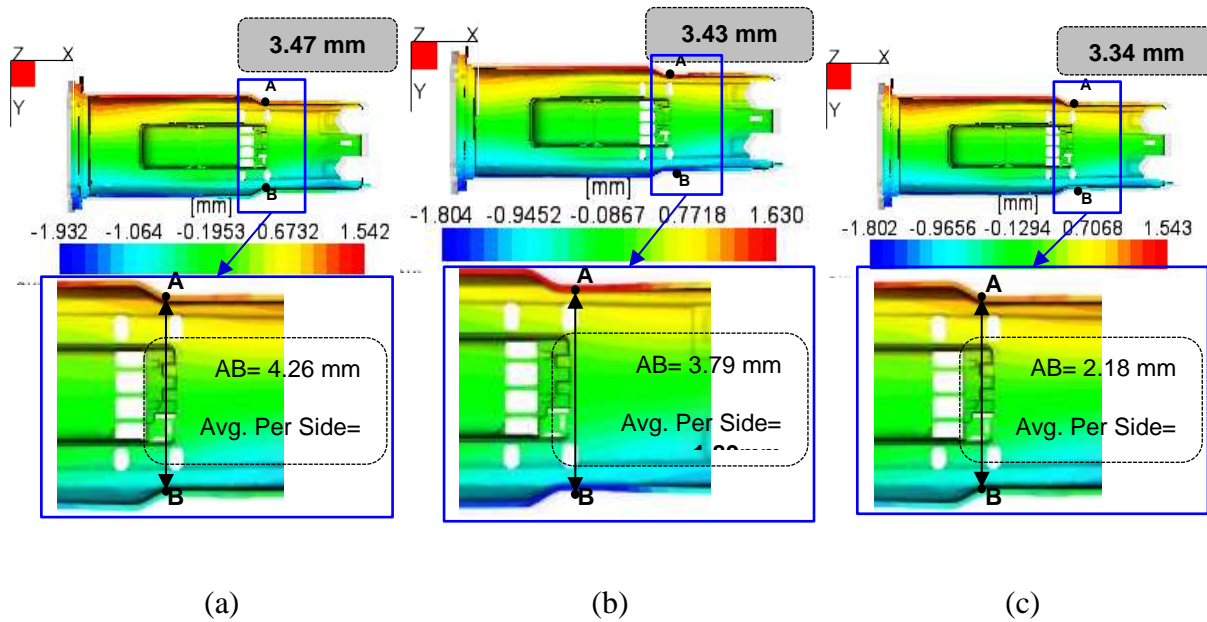 3.47 mm
Z X
Y
A
B
[mm]
-1.932 -1.064 -0.1953 0.6732 1.542
A
AB= 4.26 mm
Avg. Per Side=
B
(a)
3.43 mm
Z X
Y
A
B
[mm]
-1.804 -0.9452 -0.0867 0.7718 1.630
A
AB= 3.79 mm
Avg. Per Side=
B
(b)
3.34 mm
Z X
Y
A
B
[mm]
-1.802 -0.9656 -0.1294 0.7068 1.543
A
AB= 2.18 mm
Avg. Per Side=
B
(c)